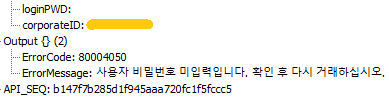 loginPWD:
corporateID:
Output {} (2)
ErrorCode: 80004050
ErrorMessage: 사용자 비밀번호 미입력입니다, 확인 후 다시 거래하십시오,
API_SEQ: b147f7b285d1f945aaa720fc1f5fccc5